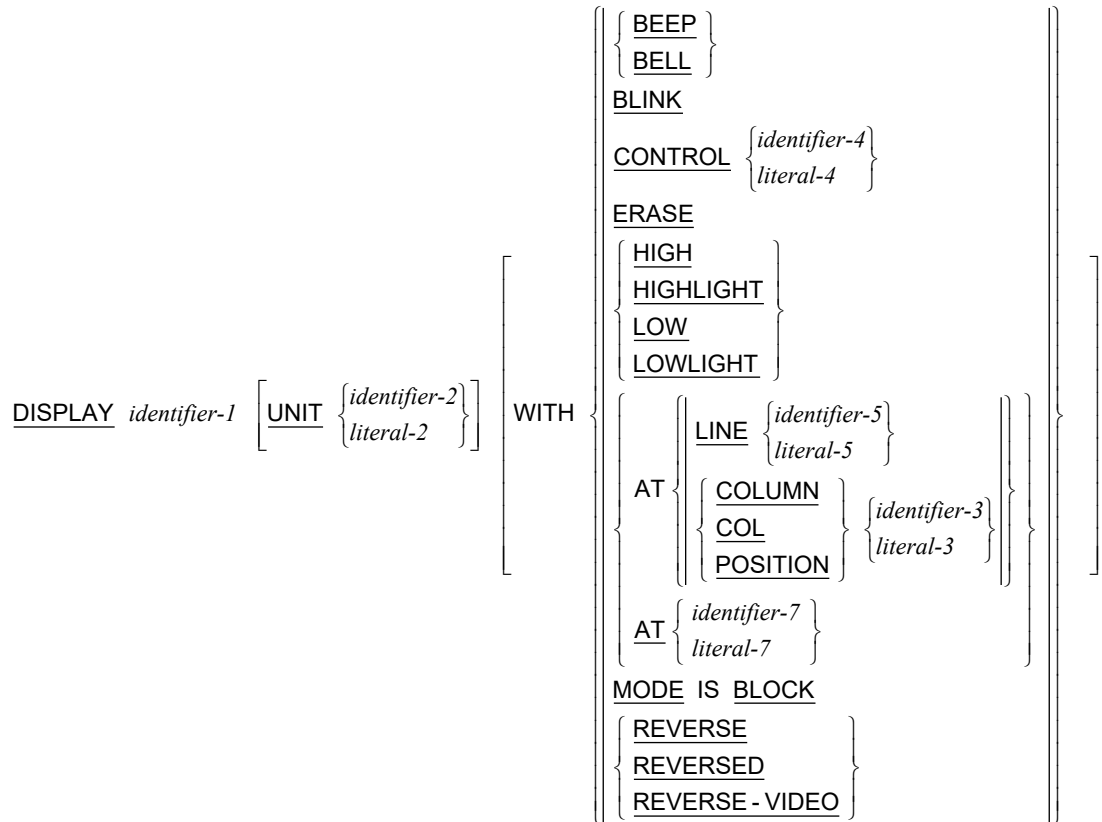 BEEP
BELL
BLINK
CONTROL identifier-4
literal-4
ERASE
HIGH
HIGHLIGHT
LOW
LOWLIGHT
DISPLAY identifier-1 UNIT identifier-2
literal-2
WITH
AT
LINE identifier-5
literal-5
COLUMN
COL
POSITION
identifier-3
literal-3
AT identifier-7
literal-7
MODE IS BLOCK
REVERSE
REVERSED
REVERSE - VIDEO